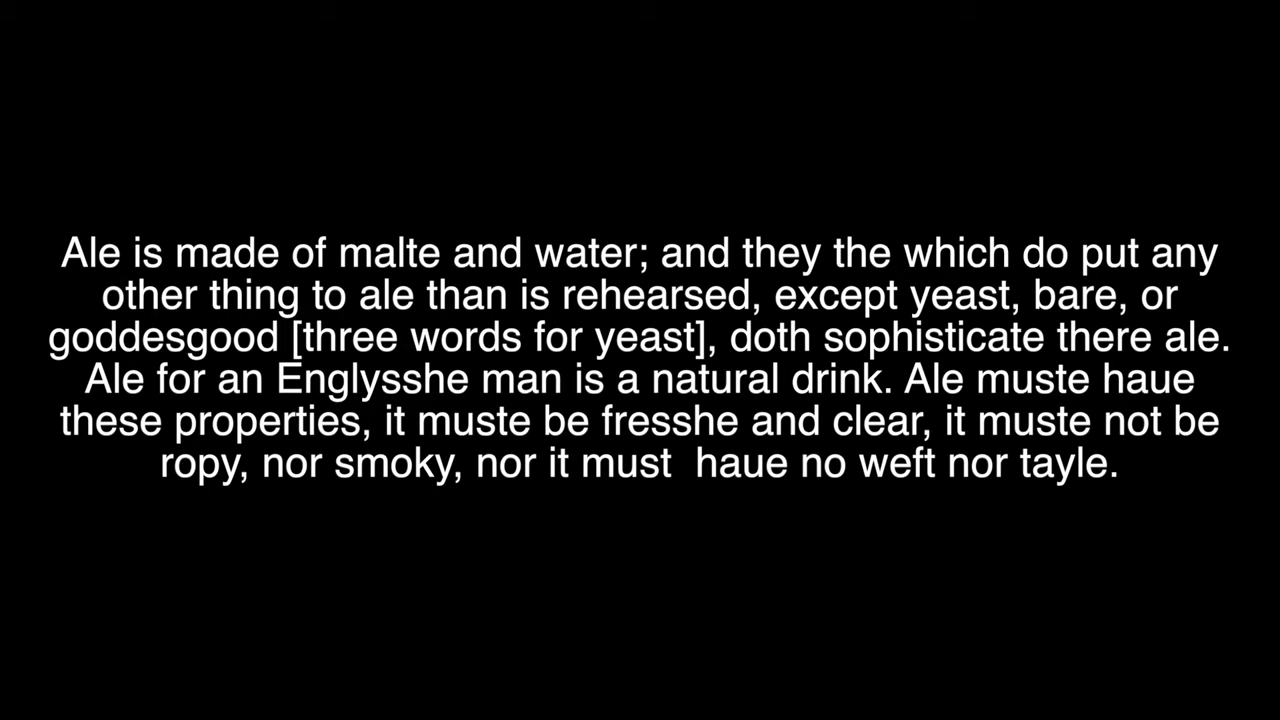 Ale is made of malte and water; and they the which do put any
other thing to ale than is rehearsed, except yeast, bare, or
goddesgood [three words for yeast], doth sophisticate there ale.
Ale for an Englysshe man is a natural drink. Ale muste haue
these properties, it muste be fresshe and clear, it muste not be
ropy, nor smoky, nor it must  haue no weft nor tayle.